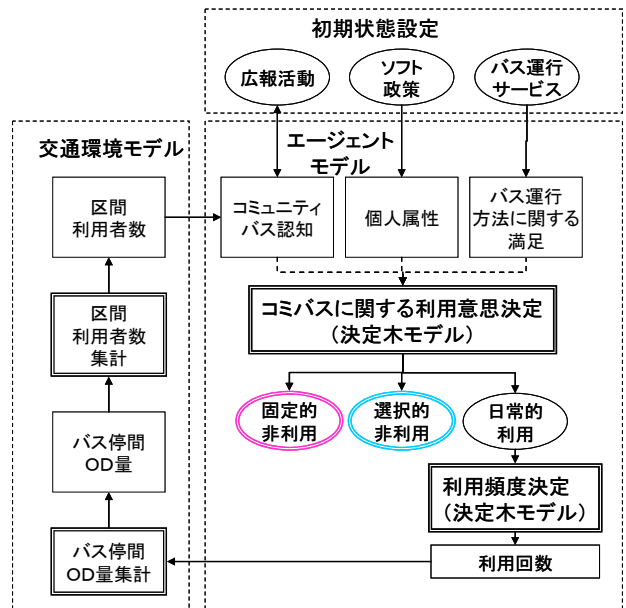 初期状態設定
広報活動
ソフト
政策
バス運行
サービス
交通環境モデル
エージェント
モデル
区間
利用者数
コミュニティ
バス認知
個人属性
バス運行
方法に関する
満足
区間
利用者数
集計
コミバスに関する利用意思決定
(決定木モデル)
固定的
非利用
選択的
非利用
日常的
利用
バス停間
OD量
利用頻度決定
(決定木モデル)
バス停間
OD量集計
利用回数